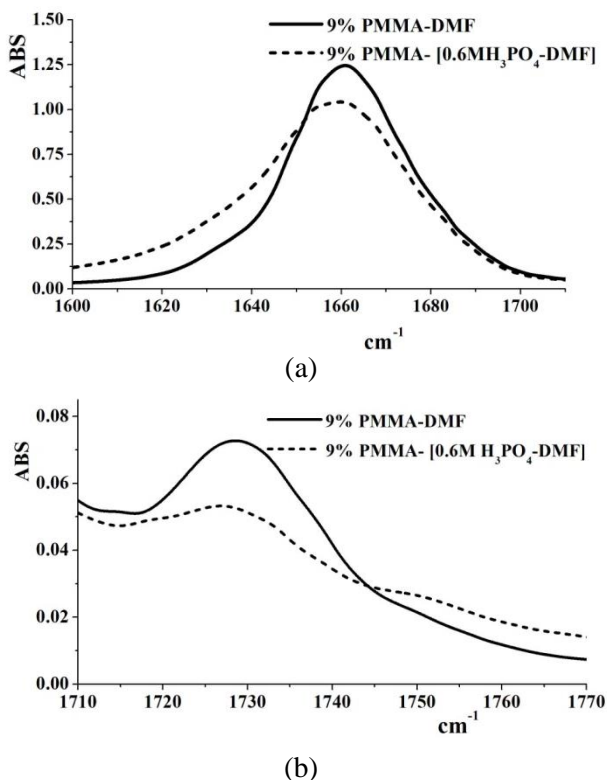 9% PMMA-DMF
9% PMMA- [0.6MH₃PO₄-DMF]
ABS
1.50
1.25
1.00
0.75
0.50
0.25
0.00
1600 1620 1640 1660 1680 1700
cm⁻¹
(a)
9% PMMA-DMF
9% PMMA- [0.6M H₃PO₄-DMF]
ABS
0.08
0.06
0.04
0.02
0.00
1710 1720 1730 1740 1750 1760 1770
cm⁻¹
(b)